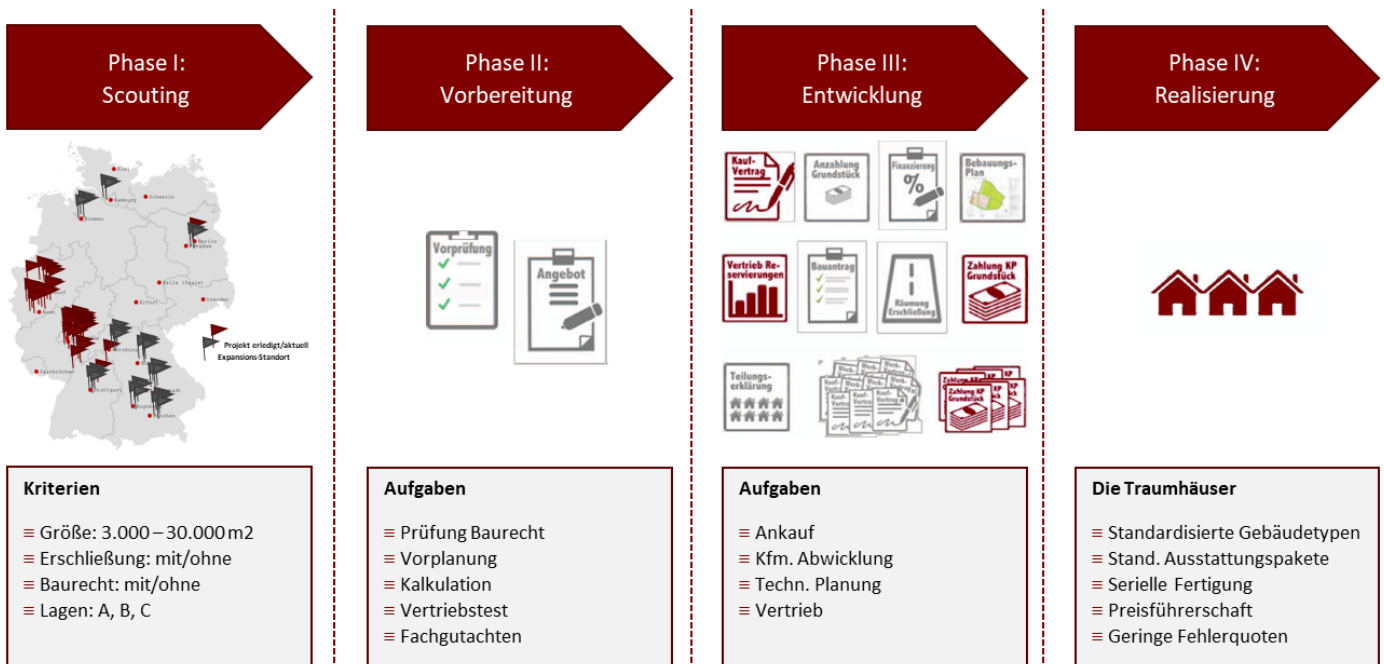 Phase I:
Scouting
Phase II:
Vorbereitung
Phase III:
Entwicklung
Phase IV:
Realisierung
Kiel
Schwerin
Hamburg
Bremen
Berlin
Halle (Saale)
Erfurt
Dresden
Bonn
Saarbrücken
Stuttgart
München
Projekt erledigt/aktuell
Expansions-Standort
Vorprüfung
Angebot
Kauf-
Vertrag
Anzahlung
Grundstück
Finanzierung
%
Bebauungs-
Plan
Vertrieb Re-
servierungen
Bauantrag
Räumung
Erschließung
Zahlung KP
Grundstück
Teilungs-
erklärung
Kauf-
Vertrag
Zahlung KP
Grundstück
Kriterien
≡ Größe: 3.000 – 30.000 m2
≡ Erschließung: mit/ohne
≡ Baurecht: mit/ohne
≡ Lagen: A, B, C
Aufgaben
≡ Prüfung Baurecht
≡ Vorplanung
≡ Kalkulation
≡ Vertriebstest
≡ Fachgutachten
Aufgaben
≡ Ankauf
≡ Kfm. Abwicklung
≡ Techn. Planung
≡ Vertrieb
Die Traumhäuser
≡ Standardisierte Gebäudetypen
≡ Stand. Ausstattungspakete
≡ Serielle Fertigung
≡ Preisführerschaft
≡ Geringe Fehlerquoten